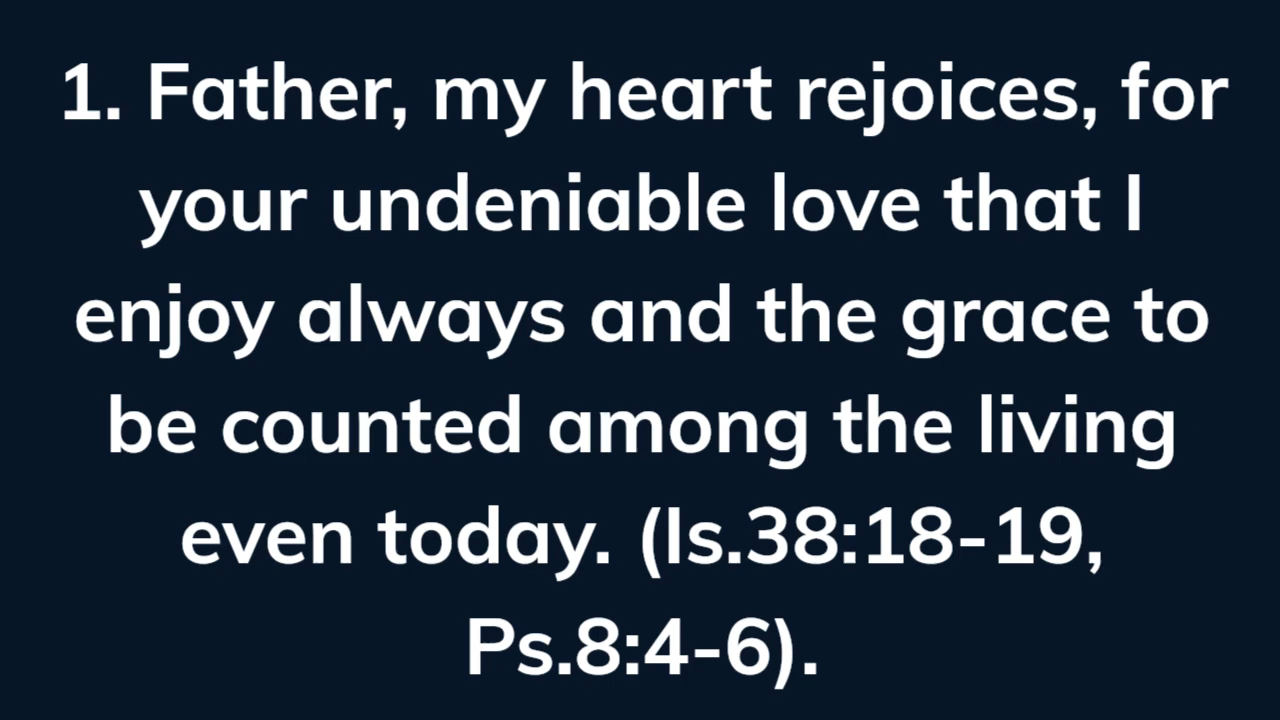 1. Father, my heart rejoices, for
your undeniable love that I
enjoy always and the grace to
be counted among the living
even today. (Is.38:18-19,
Ps.8:4-6).